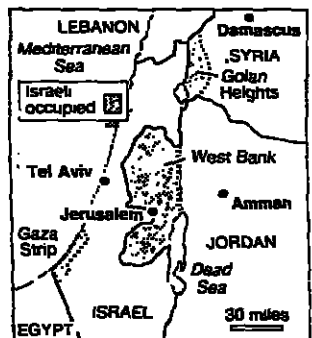 LEBANON
Damascus
Mediterranean
Sea
SYRIA
Golan
Heights
Israeli
occupied
West Bank
Tel Aviv
Jerusalem
Amman
Gaza
Strip
JORDAN
Dead
Sea
ISRAEL
30 miles
EGYPT